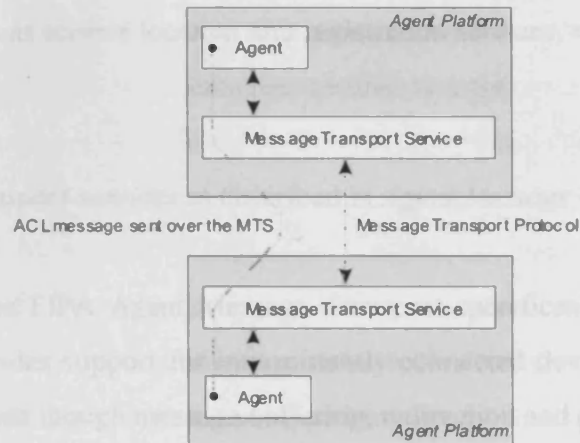 Agent Platform
Agent
Message Transport Service
ACL message sent over the MTS
Message Transport Protocol
Message Transport Service
Agent
Agent Platform